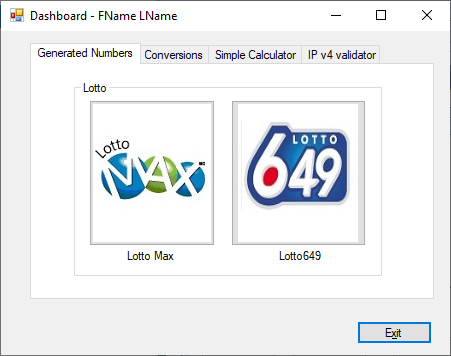 Dashboard - FName LName
Generated Numbers Conversions Simple Calculator IP v4 validator
Lotto
Lotto MAX
LOTTO
649
Lotto Max Lotto649
Exit